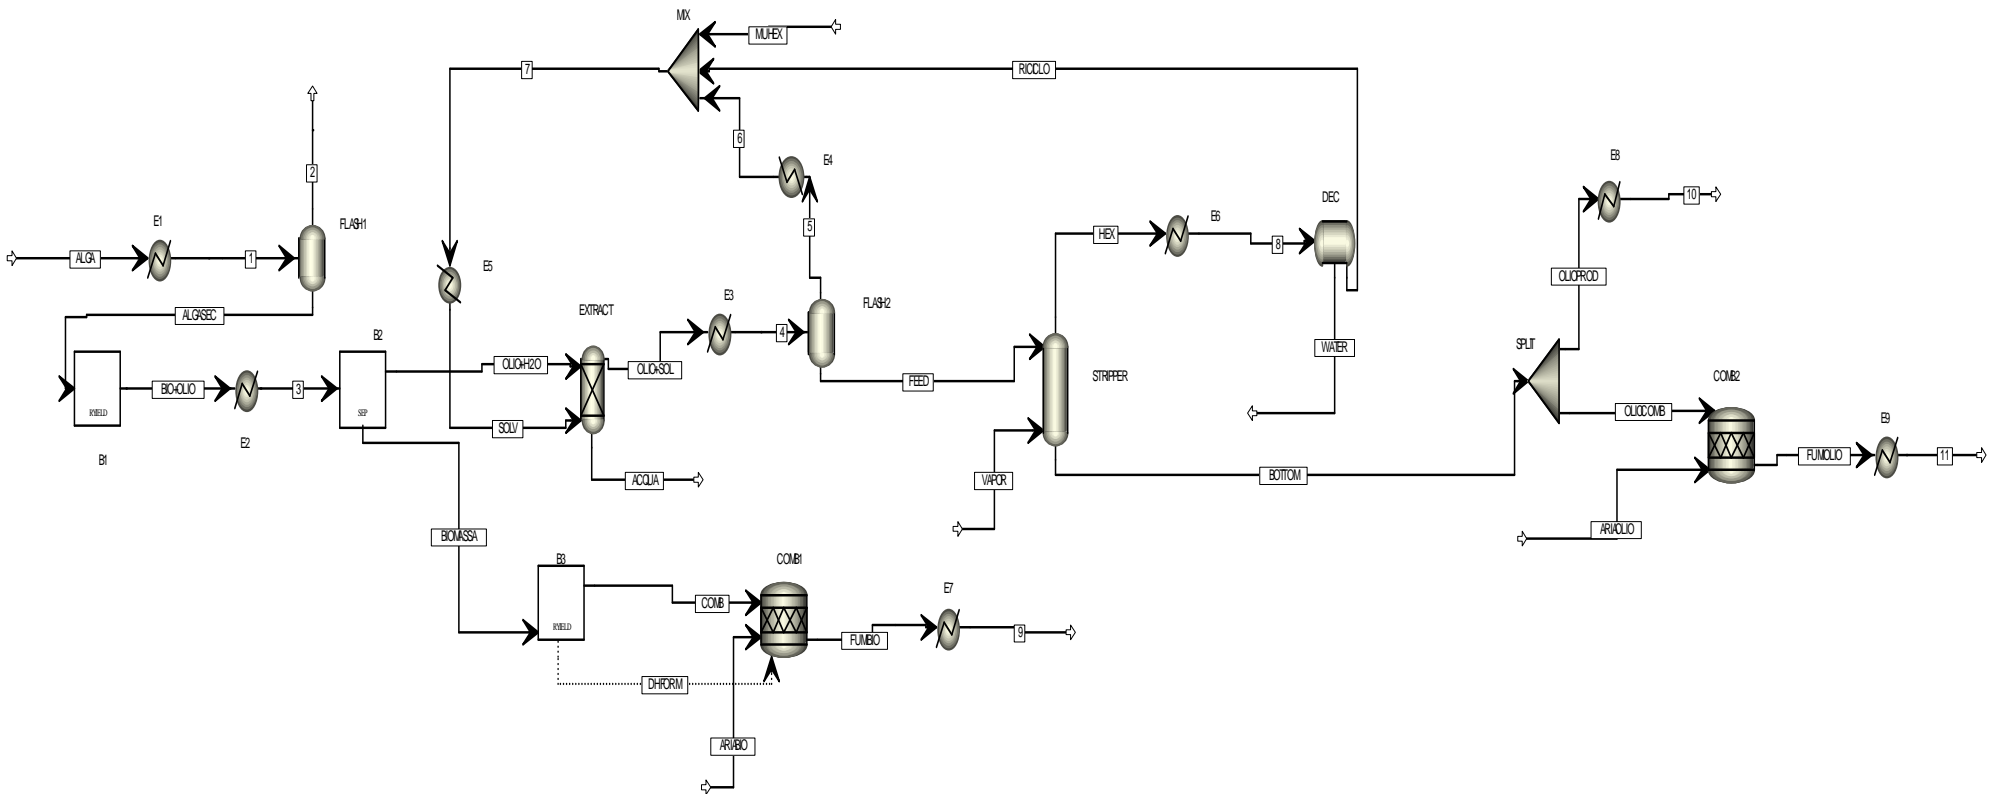 MIX
MUHEX
7
RICICLO
6
E4
E8
10
2
DEC
E1
FLASH1
5
HEX
E6
8
ALGA
1
E5
OLIOPROD
EXTRACT
E3
FLASH2
ALGASEC
B2
4
WATER
SPLIT
OLIO+H2O
OLIO+SOL
STRIPPER
COMB2
FEED
BIO+OLIO
3
RYIELD
SEP
OLIOCOMB
E9
SOLV
E2
B1
FUMIOLIO
11
ACQUA
VAPOR
BOTTOM
BIOMASSA
ARIAOLIO
B3
COMB1
E7
COMB
RYIELD
FUMIBIO
9
DHFORM
ARIABIO